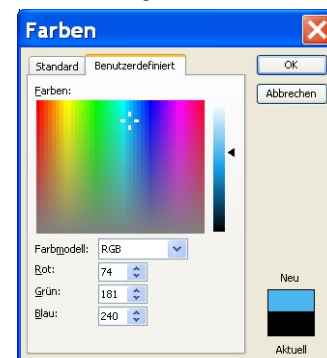 Farben
Standard Benutzerdefiniert
OK
Abbrechen
Farben:
Farbmodell: RGB
Rot: 74
Grün: 181
Blau: 240
Neu
Aktuell